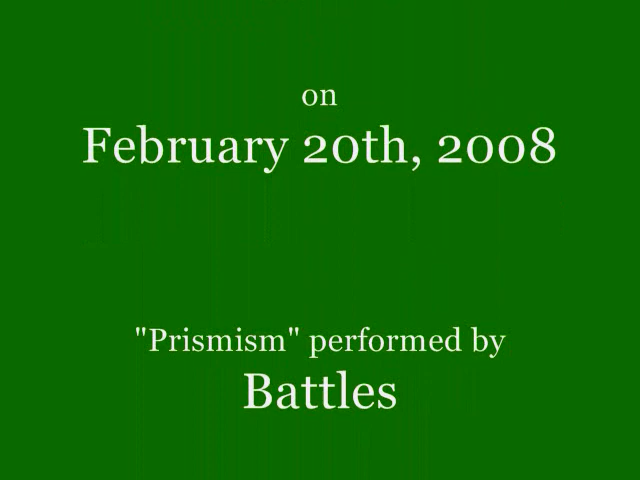 on
February 20th, 2008
"Prismism" performed by
Battles